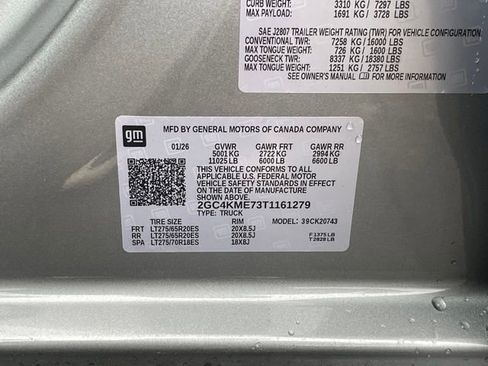 CURB WEIGHT: 3310 KG / 7297 LBS
MAX PAYLOAD: 1691 KG / 3728 LBS
SAE J2807 TRAILER WEIGHT RATING (TWR) FOR VEHICLE CONFIGURATION:
CONVENTIONAL TWR: 7258 KG/16000 LBS
MAX TONGUE WEIGHT: 726 KG / 1600 LBS
GOOSENECK TWR: 8337 KG/18380 LBS
MAX TONGUE WEIGHT: 1251 KG / 2757 LBS
SEE OWNER'S MANUAL FOR MORE INFORMATION
gm
MFD BY GENERAL MOTORS OF CANADA COMPANY
01/26 GVWR GAWR FRT GAWR RR
5001 KG 2722 KG 2994 KG
11025 LB 6000 LB 6600 LB
THIS VEHICLE CONFORMS TO ALL
APPLICABLE U.S. FEDERAL MOTOR
VEHICLE SAFETY STANDARDS IN EFFECT ON
THE DATE OF MANUFACTURE SHOWN ABOVE.
2GC4KME73T1161279
TYPE: TRUCK MODEL: 39CK20743
TIRE SIZE RIM
FRT LT275/65R20ES 20X8.5J
RR LT275/65R20ES 20X8.5J
SPA LT275/70R18ES 18X8J
F 1375 LB
T 2828 LB